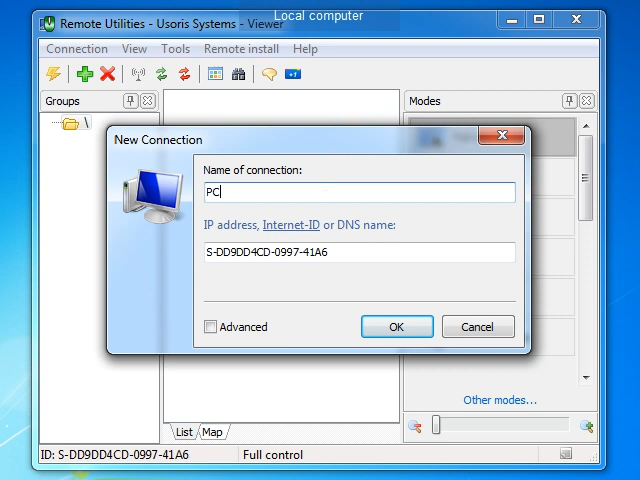 Local computer
Remote Utilities - Usoris Systems - Viewer
Connection View Tools Remote install Help
Groups
Modes
\
New Connection
Name of connection:
PC
IP address, Internet-ID or DNS name:
S-DD9DD4CD-0997-41A6
Advanced
OK
Cancel
Other modes...
List Map
ID: S-DD9DD4CD-0997-41A6
Full control